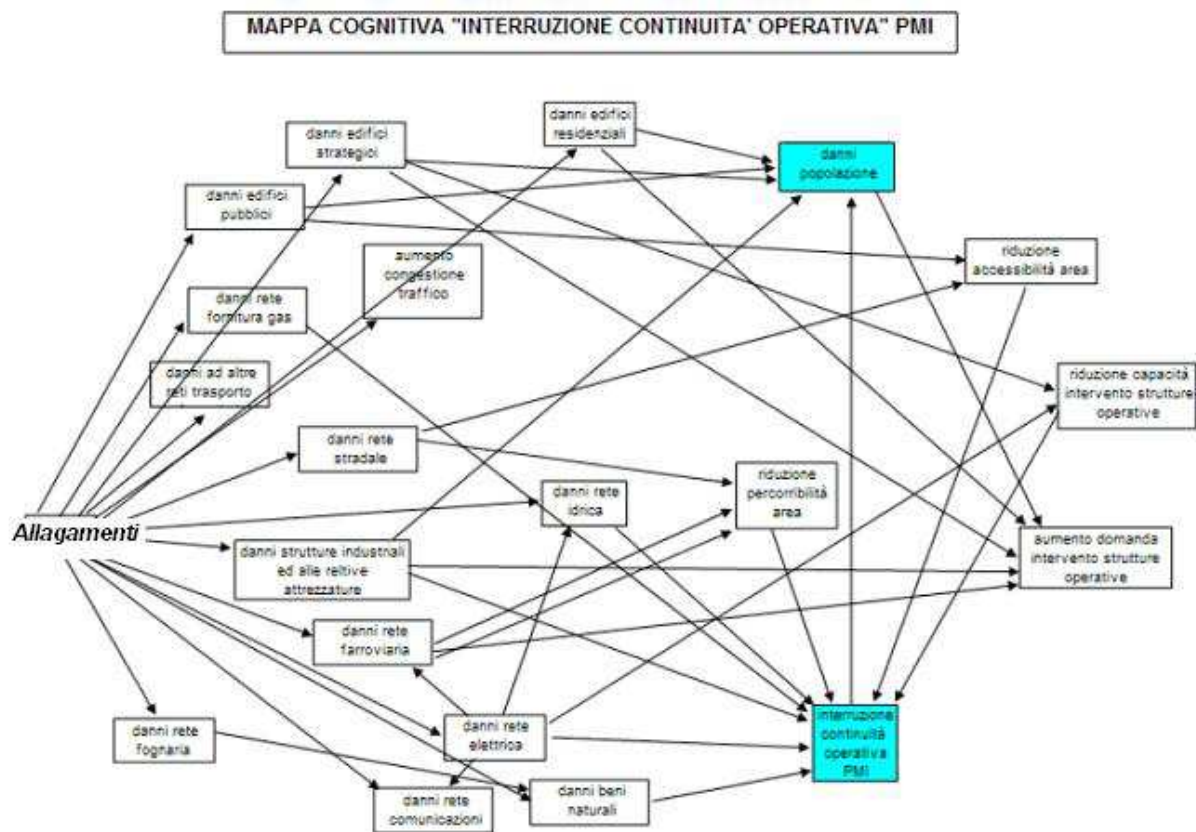 MAPPA COGNITIVA "INTERRUZIONE CONTINUITA' OPERATIVA" PMI
danni edifici
residenziali
danni edifici
strategici
danni
popolazione
danni edifici
pubblici
aumento
congestione
traffico
riduzione
accessibilità area
danni rete
fornitura gas
danni ad altre
reti trasporto
riduzione capacità
intervento strutture
operative
danni rete
stradale
riduzione
percorribilità
area
danni rete
idrica
Allagamenti
danni strutture industriali
ed alle reltive
attrezzature
aumento domanda
intervento strutture
operative
danni rete
farroviaria
danni rete
fognaria
danni rete
elettrica
interruzione
continuità
operativa
PMI
danni rete
comunicazioni
danni beni
naturali